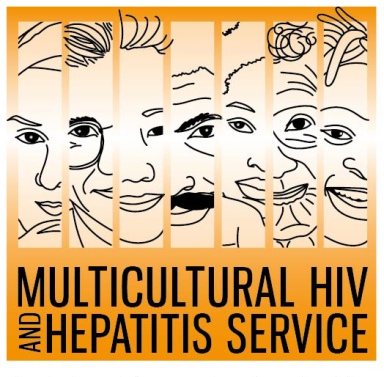 MULTICULTURAL HIV
AND HEPATITIS SERVICE